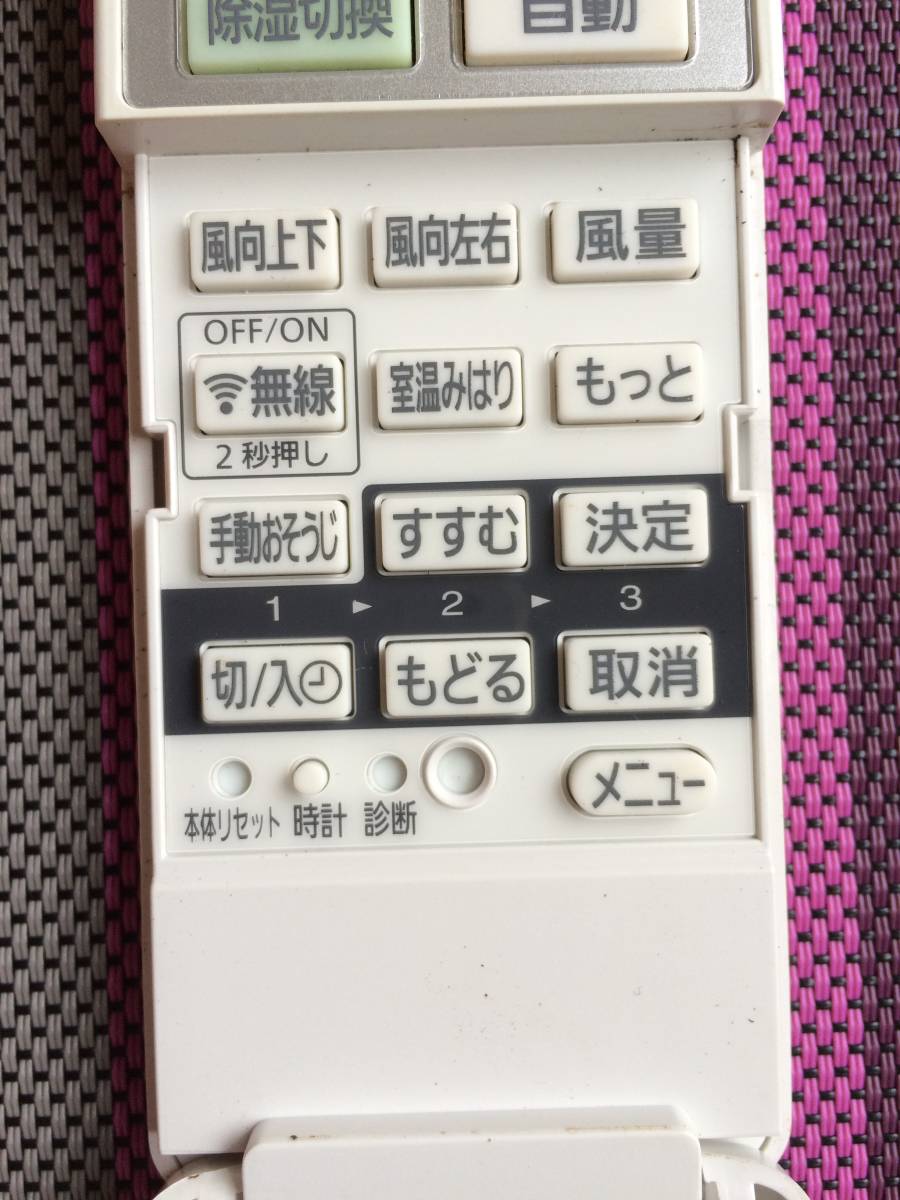 除湿切換 自動
風向上下 風向左右 風量
OFF/ON
無線 室温みはり もっと
2秒押し
手動おそうじ すすむ 決定
1 ► 2 ► 3
切/入 もどる 取消
本体リセット 時計 診断 メニュー